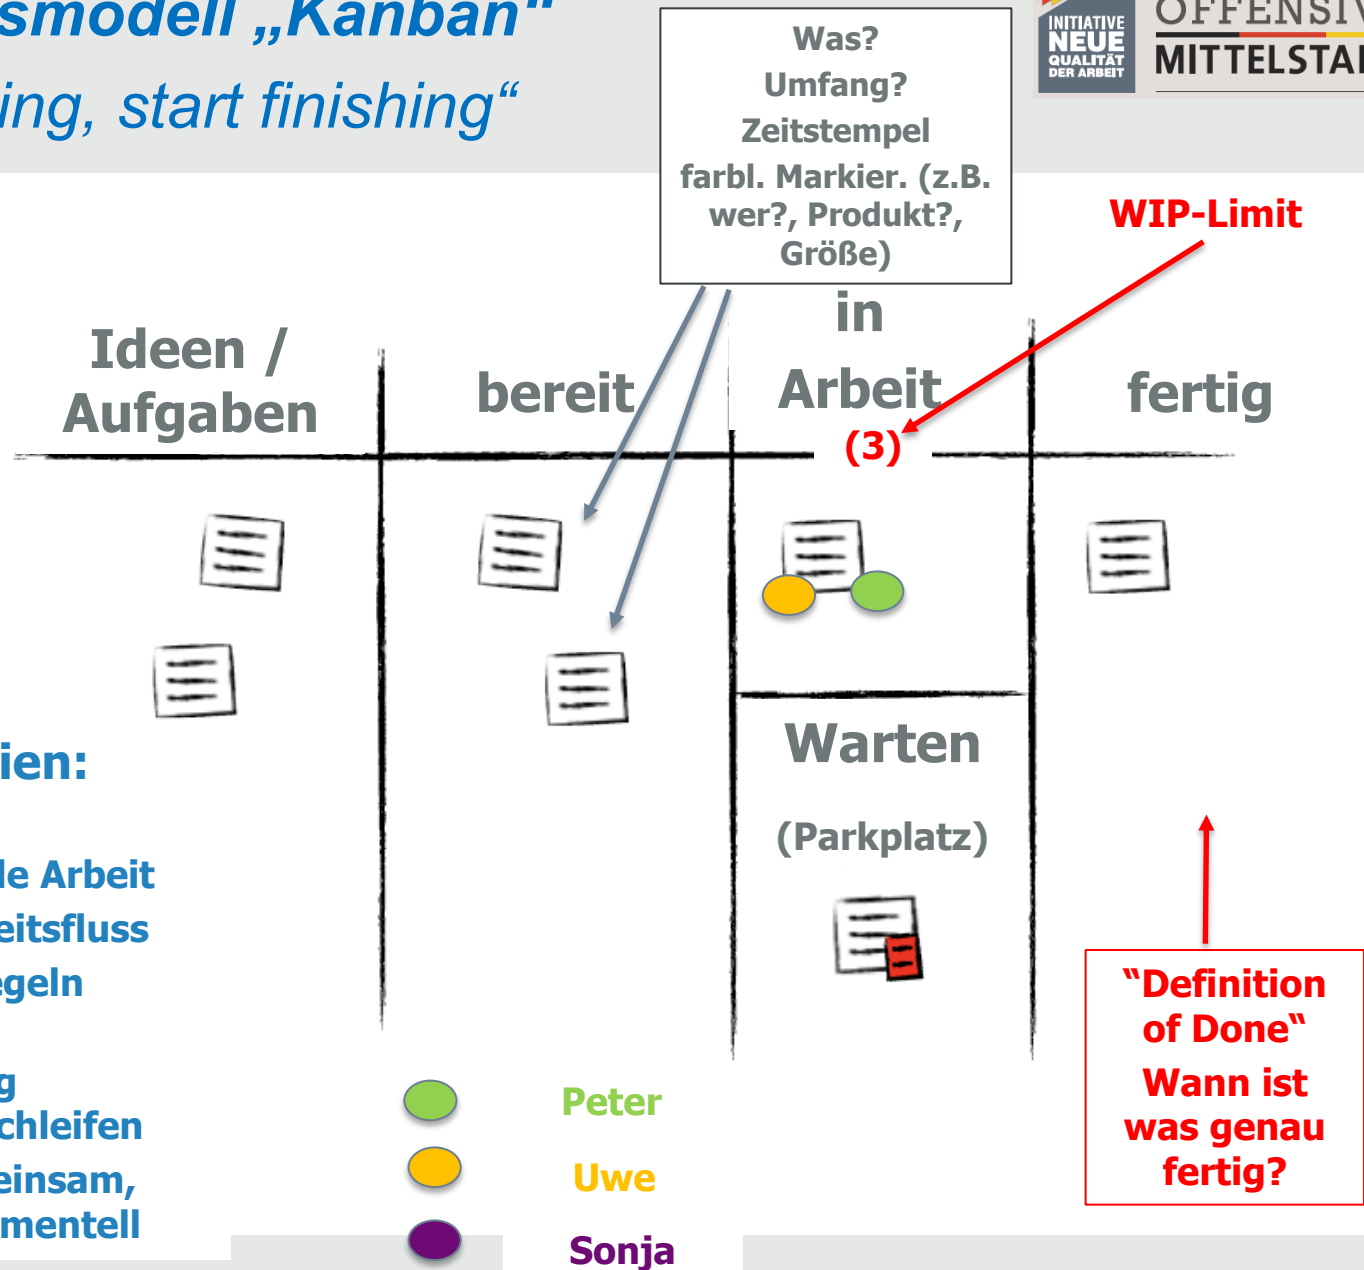 smodell „Kanban“
ing, start finishing“
INITIATIVE
NEUE
QUALITÄT
DER ARBEIT
OFFENSIV
MITTELSTA
Was?
Umfang?
Zeitstempel
farbl. Markier. (z.B.
wer?, Produkt?,
Größe)
WIP-Limit
Ideen /
Aufgaben
bereit
in
Arbeit
(3)
fertig
Warten
(Parkplatz)
ien:
le Arbeit
eitsfluss
egeln
g
chleifen
einsam,
mentell
Peter
Uwe
Sonja
“Definition
of Done“
Wann ist
was genau
fertig?